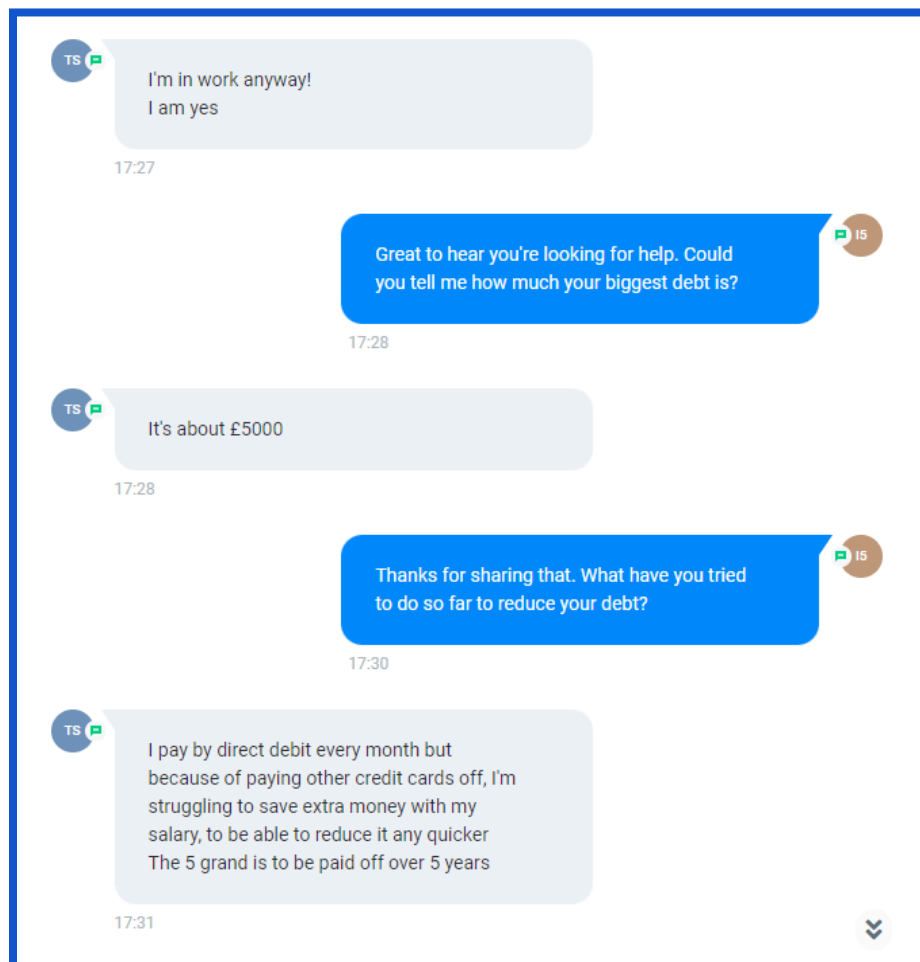 TS
I'm in work anyway!
I am yes
17:27
I5
Great to hear you're looking for help. Could
you tell me how much your biggest debt is?
17:28
TS
It's about £5000
17:28
I5
Thanks for sharing that. What have you tried
to do so far to reduce your debt?
17:30
TS
I pay by direct debit every month but
because of paying other credit cards off, I'm
struggling to save extra money with my
salary, to be able to reduce it any quicker
The 5 grand is to be paid off over 5 years
17:31